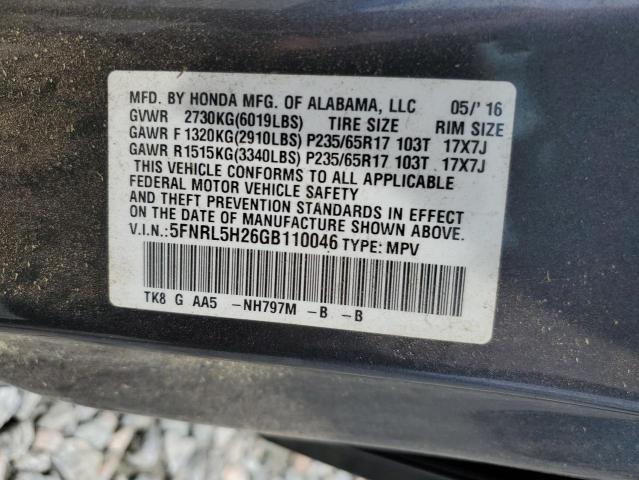 MFD. BY HONDA MFG. OF ALABAMA, LLC 05/'16
GVWR 2730KG(6019LBS) TIRE SIZE RIM SIZE
GAWR F1320KG(2910LBS) P235/65R17 103T 17X7J
GAWR R1515KG(3340LBS) P235/65R17 103T 17X7J
THIS VEHICLE CONFORMS TO ALL APPLICABLE
FEDERAL MOTOR VEHICLE SAFETY
AND THEFT PREVENTION STANDARDS IN EFFECT
ON THE DATE OF MANUFACTURE SHOWN ABOVE.
V.I.N.:5FNRL5H26GB110046 TYPE: MPV
TK8 G AA5 -NH797M -B -B